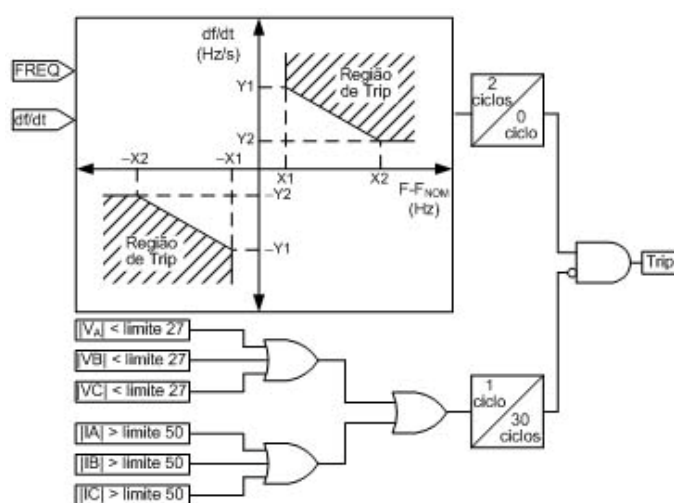 df/dt
(Hz/s)
FREQ
df/dt
Região
de Trip
Y1
Y2
–X2
–X1
X1
X2
F-FNOM
(Hz)
–Y2
–Y1
Região
de Trip
2
ciclos
0
ciclo
Trip
|VA| < limite 27
|VB| < limite 27
|VC| < limite 27
|IA| > limite 50
|IB| > limite 50
|IC| > limite 50
1
ciclo
30
ciclos